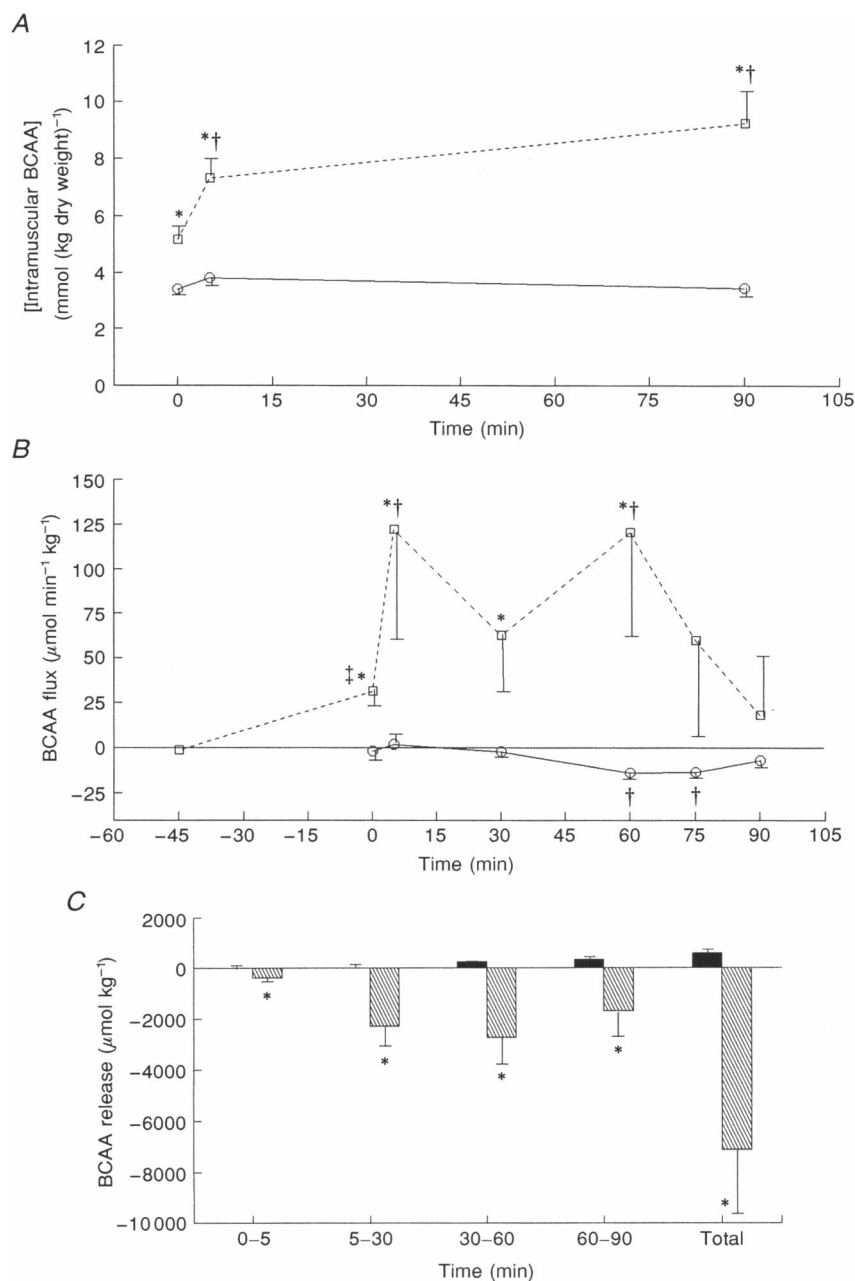 A
12
10
8
6
4
2
0
[Intramuscular BCAA]
(mmol (kg dry weight)⁻¹)
*
*†
*†
0 15 30 45 60 75 90 105
Time (min)
B
150
125
100
75
50
25
0
−25
BCAA flux (μmol min⁻¹ kg⁻¹)
*†
*†
*
‡*
† †
−60 −45 −30 −15 0 15 30 45 60 75 90 105
Time (min)
C
2000
0
−2000
−4000
−6000
−8000
−10 000
BCAA release (μmol kg⁻¹)
* * * * *
0–5 5–30 30–60 60–90 Total
Time (min)